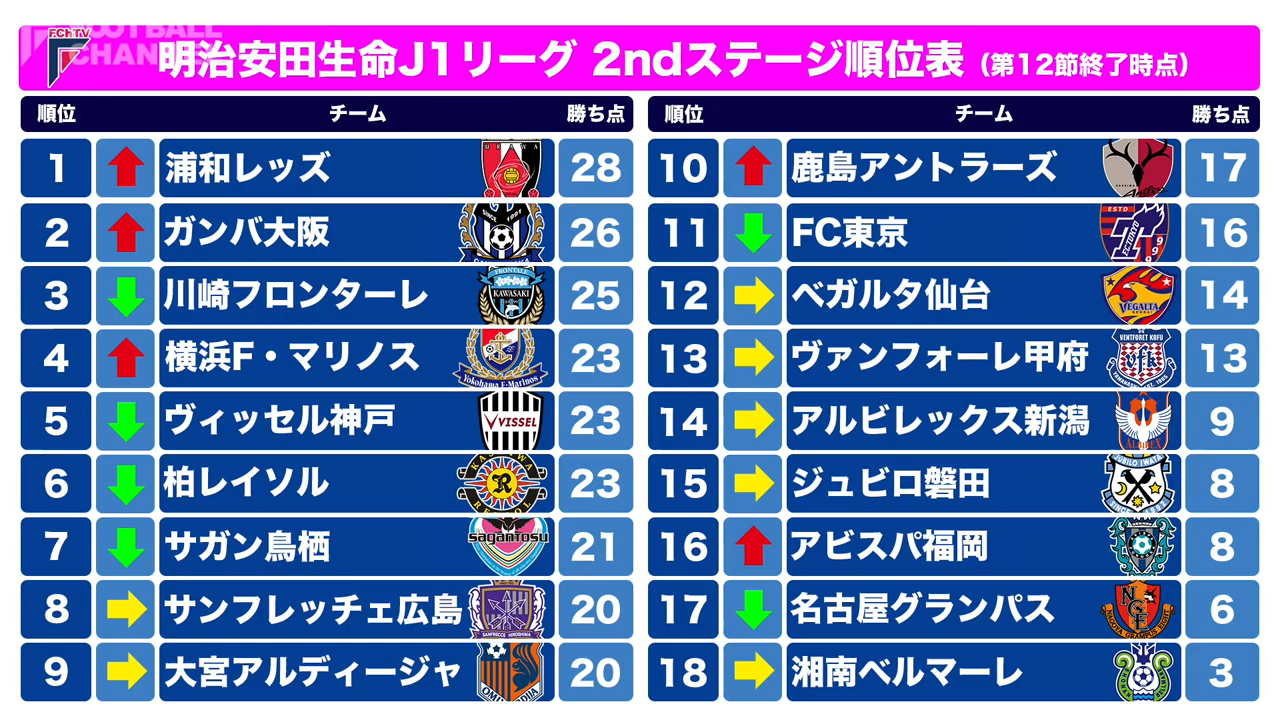 FChTV
FOOTBALL
CHANNEL
明治安田生命J1リーグ 2ndステージ順位表 (第12節終了時点)
順位 チーム 勝ち点
1 浦和レッズ 28
2 ガンバ大阪 26
3 川崎フロンターレ 25
4 横浜F・マリノス 23
5 ヴィッセル神戸 23
6 柏レイソル 23
7 サガン鳥栖 21
8 サンフレッチェ広島 20
9 大宮アルディージャ 20
順位 チーム 勝ち点
10 鹿島アントラーズ 17
11 FC東京 16
12 ベガルタ仙台 14
13 ヴァンフォーレ甲府 13
14 アルビレックス新潟 9
15 ジュビロ磐田 8
16 アビスパ福岡 8
17 名古屋グランパス 6
18 湘南ベルマーレ 3